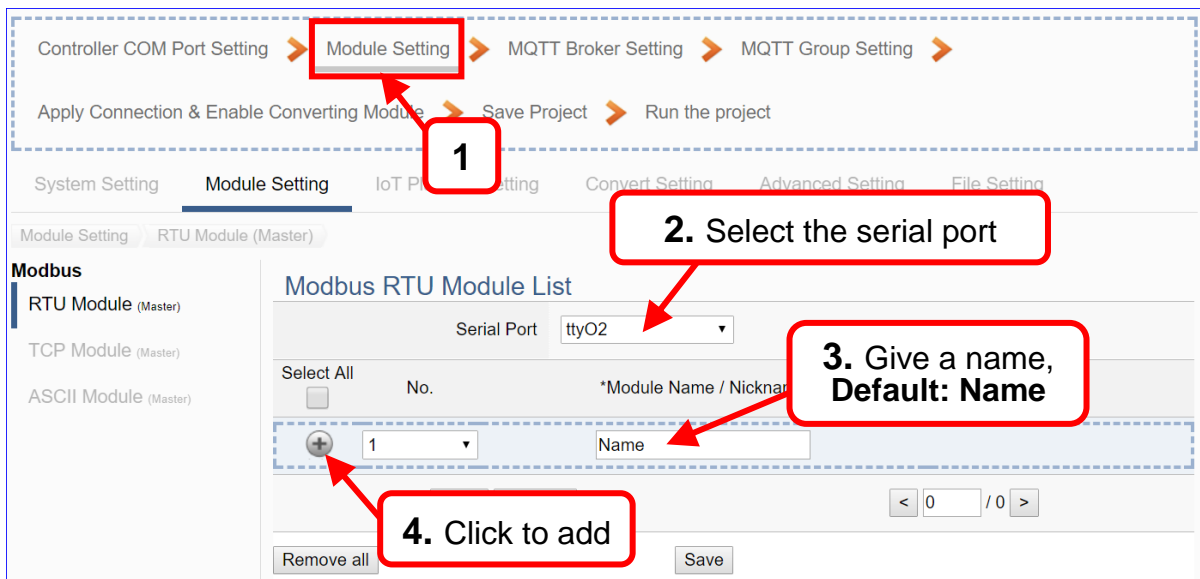 Controller COM Port Setting Module Setting MQTT Broker Setting MQTT Group Setting
Apply Connection & Enable Converting Module Save Project Run the project
1
System Setting Module Setting IoT Setting Convert Setting Advanced Setting File Setting
2. Select the serial port
Module Setting RTU Module (Master)
Modbus
RTU Module (Master)
TCP Module (Master)
ASCII Module (Master)
Modbus RTU Module List
Serial Port ttyO2
3. Give a name,
Default: Name
Select All No. *Module Name /
1 Name
4. Click to add
< 0 / 0 >
Remove all Save